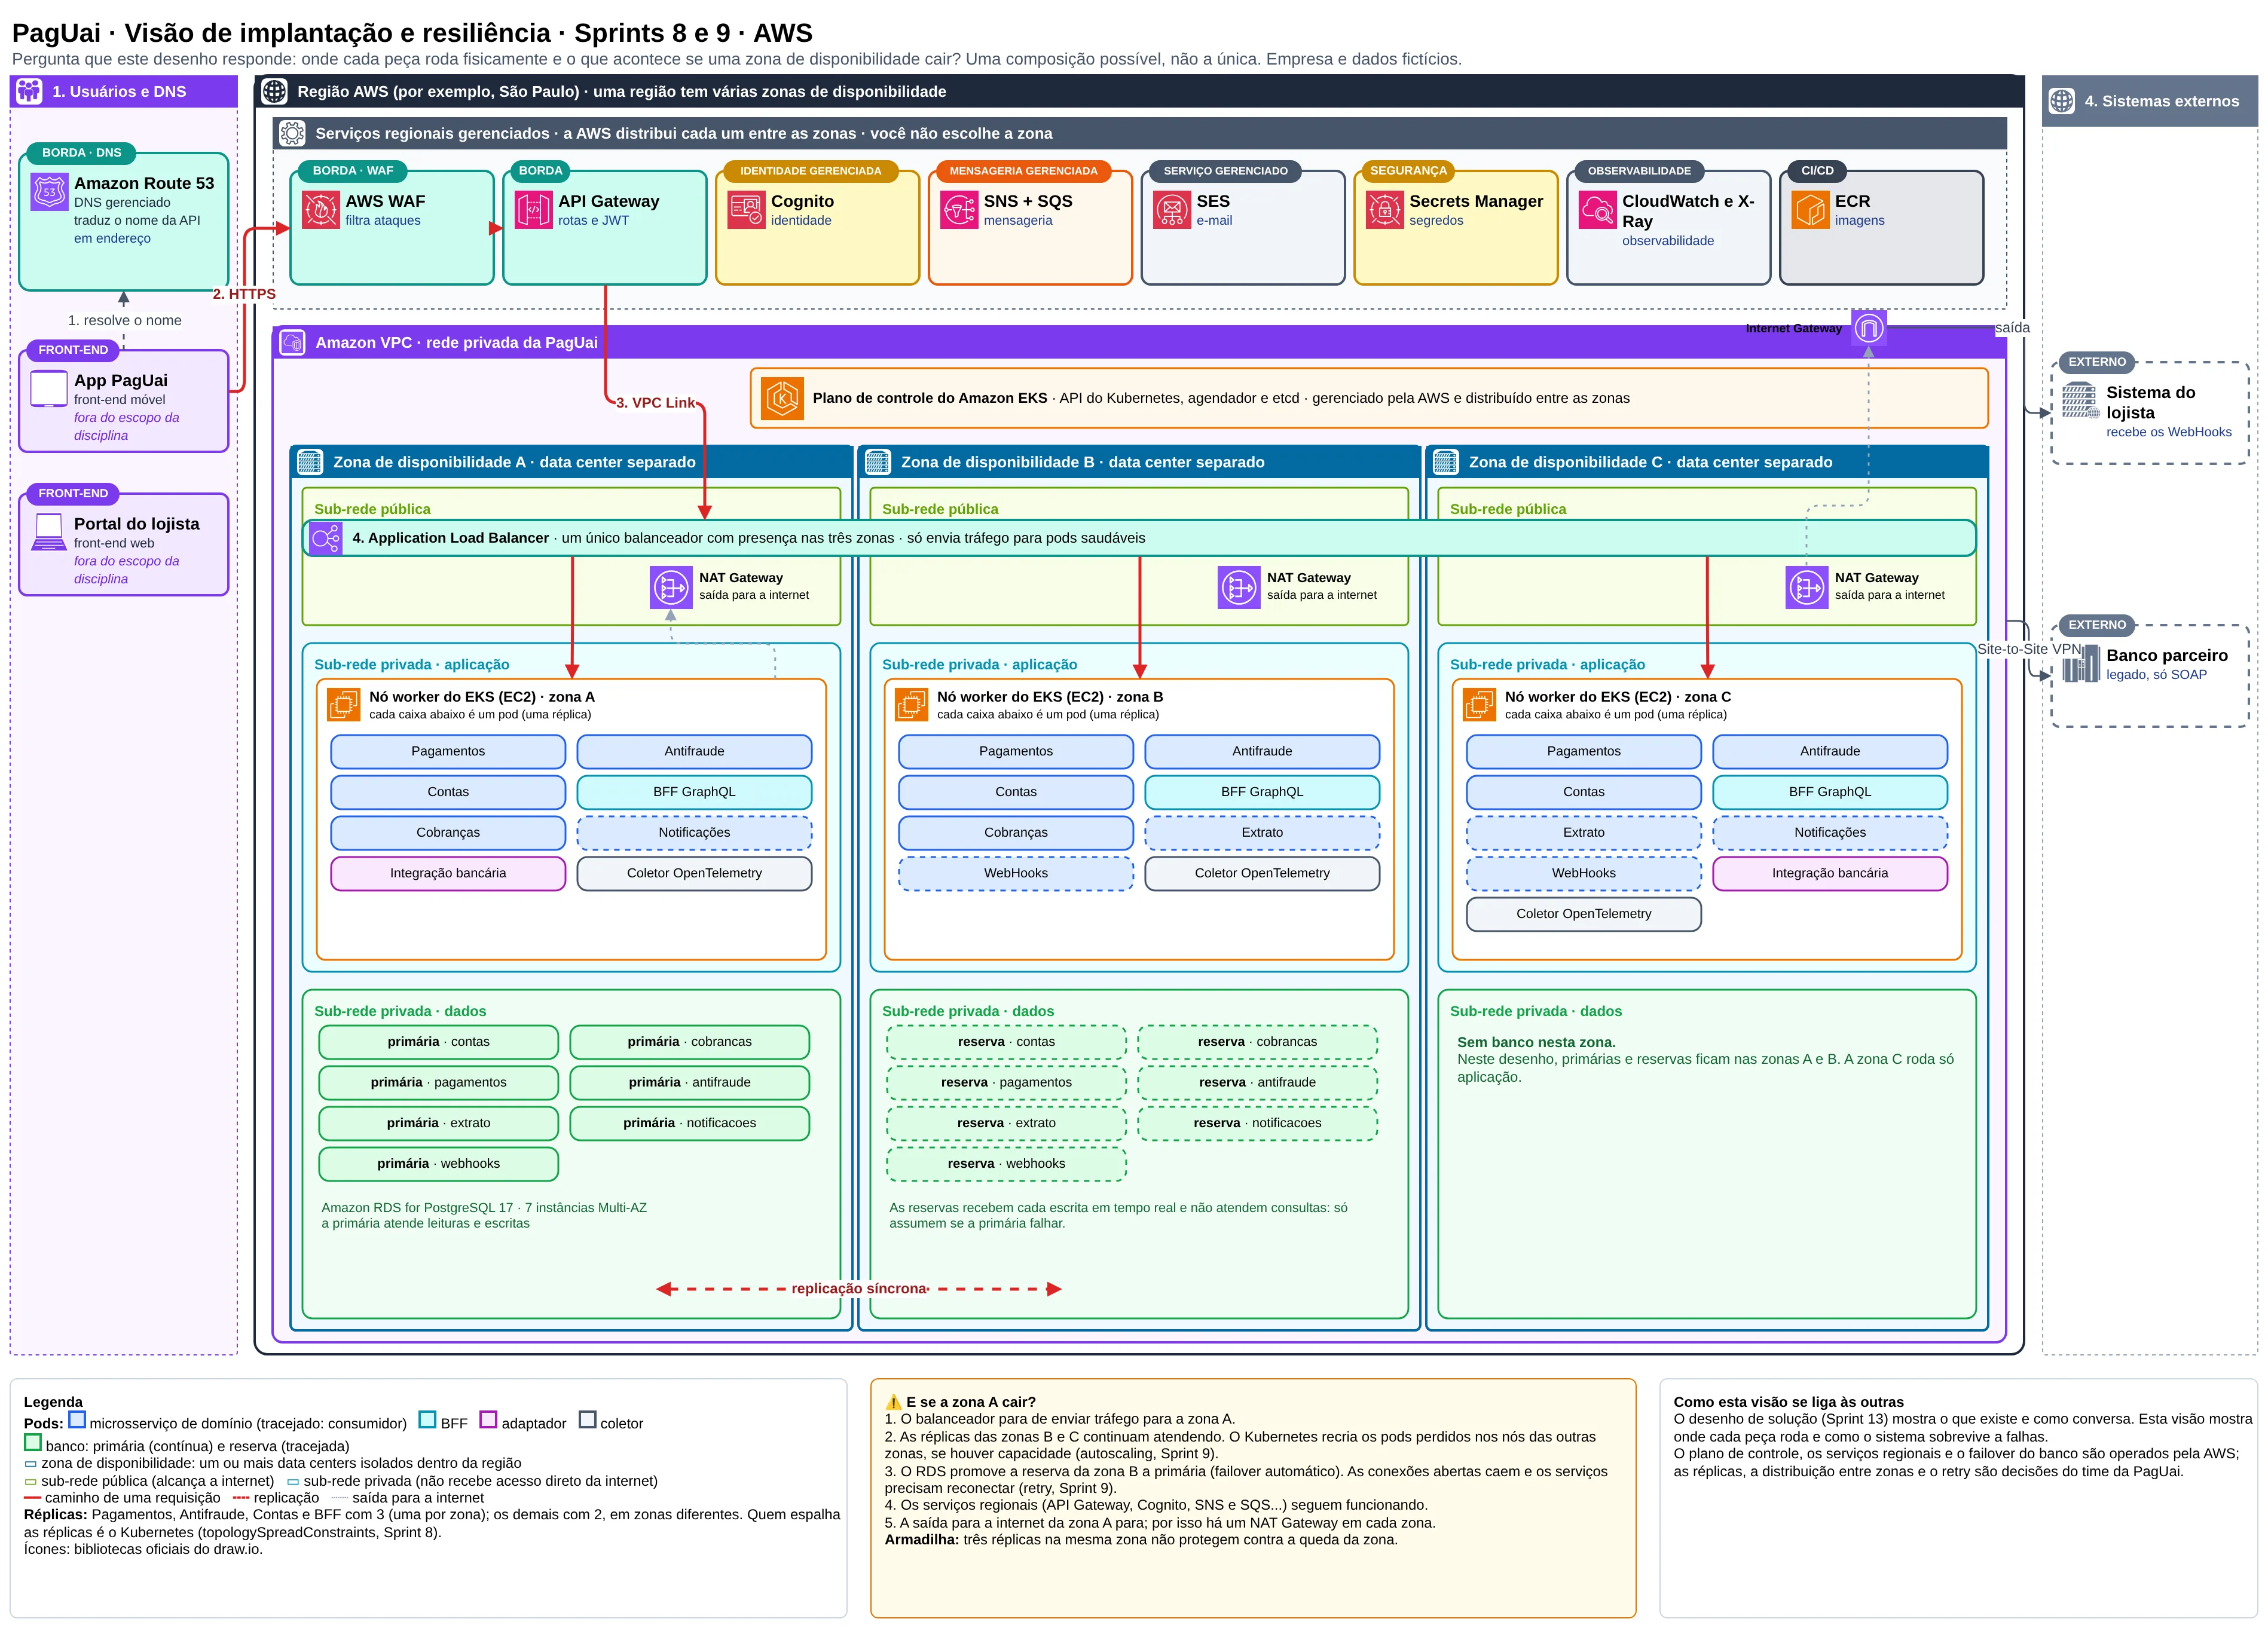 PagUai · Visão de implantação e resiliência · Sprints 8 e 9 · AWS
Pergunta que este desenho responde: onde cada peça roda fisicamente e o que acontece se uma zona de disponibilidade cair? Uma composição possível, não a única. Empresa e dados fictícios.
1. Usuários e DNS
BORDA · DNS
Amazon Route 53
DNS gerenciado
traduz o nome da API
em endereço
1. resolve o nome
2. HTTPS
FRONT-END
App PagUai
front-end móvel
fora do escopo da
disciplina
FRONT-END
Portal do lojista
front-end web
fora do escopo da
disciplina
Região AWS (por exemplo, São Paulo) · uma região tem várias zonas de disponibilidade
Serviços regionais gerenciados · a AWS distribui cada um entre as zonas · você não escolhe a zona
BORDA · WAF
AWS WAF
filtra ataques
BORDA
API Gateway
rotas e JWT
IDENTIDADE GERENCIADA
Cognito
identidade
MENSAGERIA GERENCIADA
SNS + SQS
mensageria
SERVIÇO GERENCIADO
SES
e-mail
SEGURANÇA
Secrets Manager
segredos
OBSERVABILIDADE
CloudWatch e X-
Ray
observabilidade
CI/CD
ECR
imagens
Amazon VPC · rede privada da PagUai
Internet Gateway
saída
3. VPC Link
Plano de controle do Amazon EKS · API do Kubernetes, agendador e etcd · gerenciado pela AWS e distribuído entre as zonas
Zona de disponibilidade A · data center separado
Zona de disponibilidade B · data center separado
Zona de disponibilidade C · data center separado
Sub-rede pública
Sub-rede pública
Sub-rede pública
4. Application Load Balancer · um único balanceador com presença nas três zonas · só envia tráfego para pods saudáveis
NAT Gateway
saída para a internet
NAT Gateway
saída para a internet
NAT Gateway
saída para a internet
Sub-rede privada · aplicação
Nó worker do EKS (EC2) · zona A
cada caixa abaixo é um pod (uma réplica)
Pagamentos
Antifraude
Contas
BFF GraphQL
Cobranças
Notificações
Integração bancária
Coletor OpenTelemetry
Sub-rede privada · aplicação
Nó worker do EKS (EC2) · zona B
cada caixa abaixo é um pod (uma réplica)
Pagamentos
Antifraude
Contas
BFF GraphQL
Cobranças
Extrato
WebHooks
Coletor OpenTelemetry
Sub-rede privada · aplicação
Nó worker do EKS (EC2) · zona C
cada caixa abaixo é um pod (uma réplica)
Pagamentos
Antifraude
Contas
BFF GraphQL
Extrato
Notificações
WebHooks
Integração bancária
Coletor OpenTelemetry
Sub-rede privada · dados
primária · contas
primária · cobrancas
primária · pagamentos
primária · antifraude
primária · extrato
primária · notificacoes
primária · webhooks
Amazon RDS for PostgreSQL 17 · 7 instâncias Multi-AZ
a primária atende leituras e escritas
Sub-rede privada · dados
reserva · contas
reserva · cobrancas
reserva · pagamentos
reserva · antifraude
reserva · extrato
reserva · notificacoes
reserva · webhooks
As reservas recebem cada escrita em tempo real e não atendem consultas: só
assumem se a primária falhar.
replicação síncrona
Sub-rede privada · dados
Sem banco nesta zona.
Neste desenho, primárias e reservas ficam nas zonas A e B. A zona C roda só
aplicação.
4. Sistemas externos
EXTERNO
Sistema do
lojista
recebe os WebHooks
EXTERNO
Site-to-Site VPN
Banco parceiro
legado, só SOAP
Legenda
Pods: microsserviço de domínio (tracejado: consumidor) BFF adaptador coletor
banco: primária (contínua) e reserva (tracejada)
zona de disponibilidade: um ou mais data centers isolados dentro da região
sub-rede pública (alcança a internet) sub-rede privada (não recebe acesso direto da internet)
caminho de uma requisição replicação saída para a internet
Réplicas: Pagamentos, Antifraude, Contas e BFF com 3 (uma por zona); os demais com 2, em zonas diferentes. Quem espalha
as réplicas é o Kubernetes (topologySpreadConstraints, Sprint 8).
Ícones: bibliotecas oficiais do draw.io.
⚠️ E se a zona A cair?
1. O balanceador para de enviar tráfego para a zona A.
2. As réplicas das zonas B e C continuam atendendo. O Kubernetes recria os pods perdidos nos nós das outras
zonas, se houver capacidade (autoscaling, Sprint 9).
3. O RDS promove a reserva da zona B a primária (failover automático). As conexões abertas caem e os serviços
precisam reconectar (retry, Sprint 9).
4. Os serviços regionais (API Gateway, Cognito, SNS e SQS...) seguem funcionando.
5. A saída para a internet da zona A para; por isso há um NAT Gateway em cada zona.
Armadilha: três réplicas na mesma zona não protegem contra a queda da zona.
Como esta visão se liga às outras
O desenho de solução (Sprint 13) mostra o que existe e como conversa. Esta visão mostra
onde cada peça roda e como o sistema sobrevive a falhas.
O plano de controle, os serviços regionais e o failover do banco são operados pela AWS;
as réplicas, a distribuição entre zonas e o retry são decisões do time da PagUai.